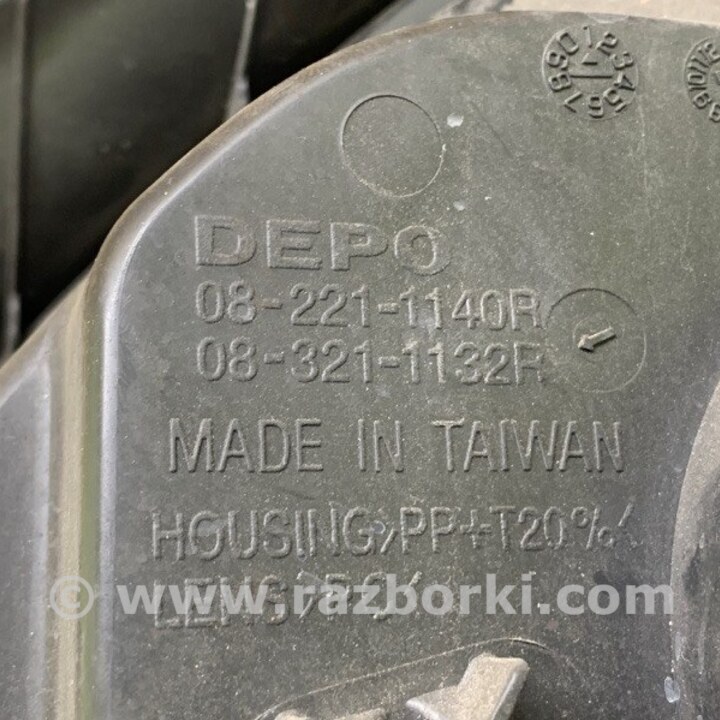 DEPO
08-221-1140R
08-321-1132R
MADE IN TAIWAN
HOUSING>PP+T20%<
© www.razborki.com